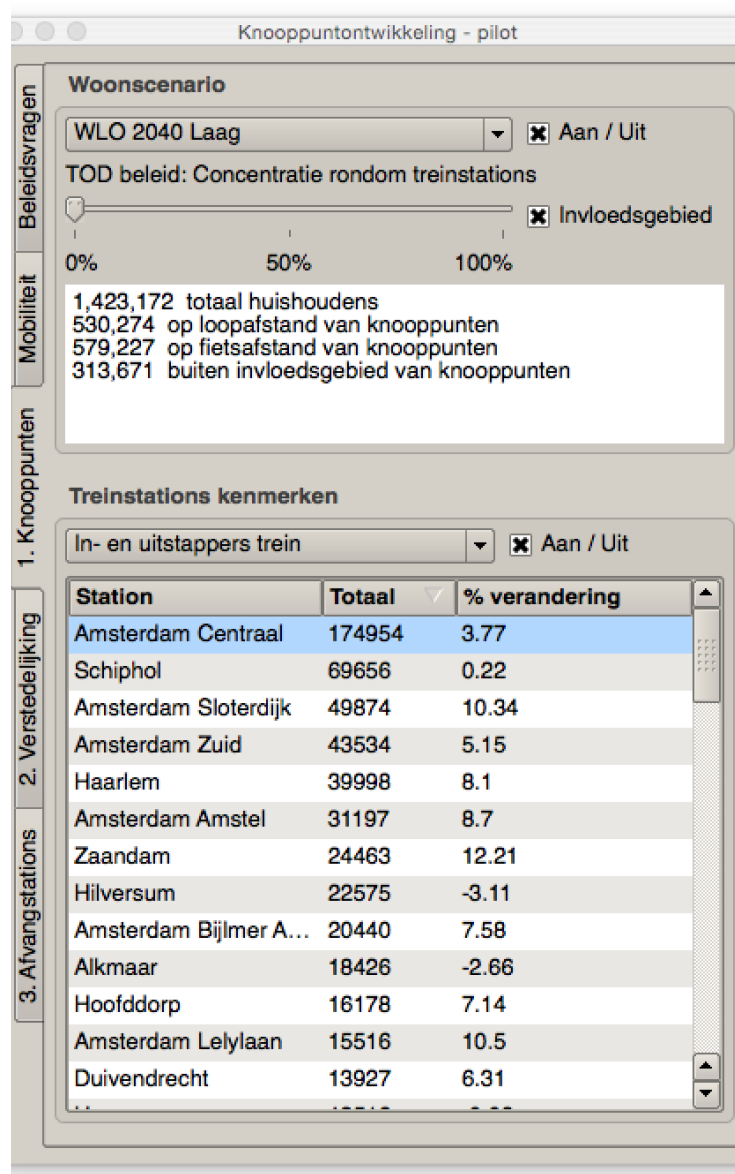 Knooppuntontwikkeling - pilot
Beleidsvragen
Mobiliteit
1. Knooppunten
2. Verstedelijking
3. Afvangstations
Woonscenario
WLO 2040 Laag Aan / Uit
TOD beleid: Concentratie rondom treinstations
Invloedsgebied
0% 50% 100%
1,423,172 totaal huishoudens
530,274 op loopafstand van knooppunten
579,227 op fietsafstand van knooppunten
313,671 buiten invloedsgebied van knooppunten
Treinstations kenmerken
In- en uitstappers trein Aan / Uit
Station Totaal % verandering
Amsterdam Centraal 174954 3.77
Schiphol 69656 0.22
Amsterdam Sloterdijk 49874 10.34
Amsterdam Zuid 43534 5.15
Haarlem 39998 8.1
Amsterdam Amstel 31197 8.7
Zaandam 24463 12.21
Hilversum 22575 -3.11
Amsterdam Bijlmer A... 20440 7.58
Alkmaar 18426 -2.66
Hoofddorp 16178 7.14
Amsterdam Lelylaan 15516 10.5
Duivendrecht 13927 6.31